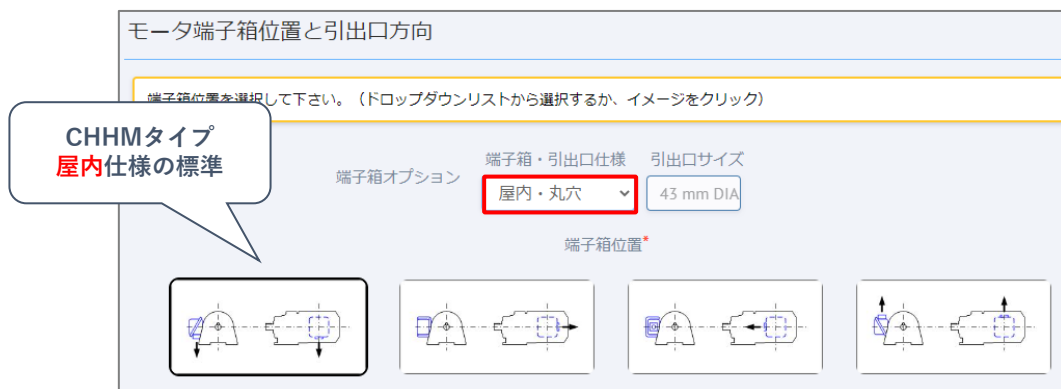 モータ端子箱位置と引出口方向
端子箱位置を選択して下さい。（ドロップダウンリストから選択するか、イメージをクリック）
CHHMタイプ
屋内仕様の標準
端子箱・引出口仕様 引出口サイズ
端子箱オプション
屋内・丸穴 43 mm DIA
端子箱位置*